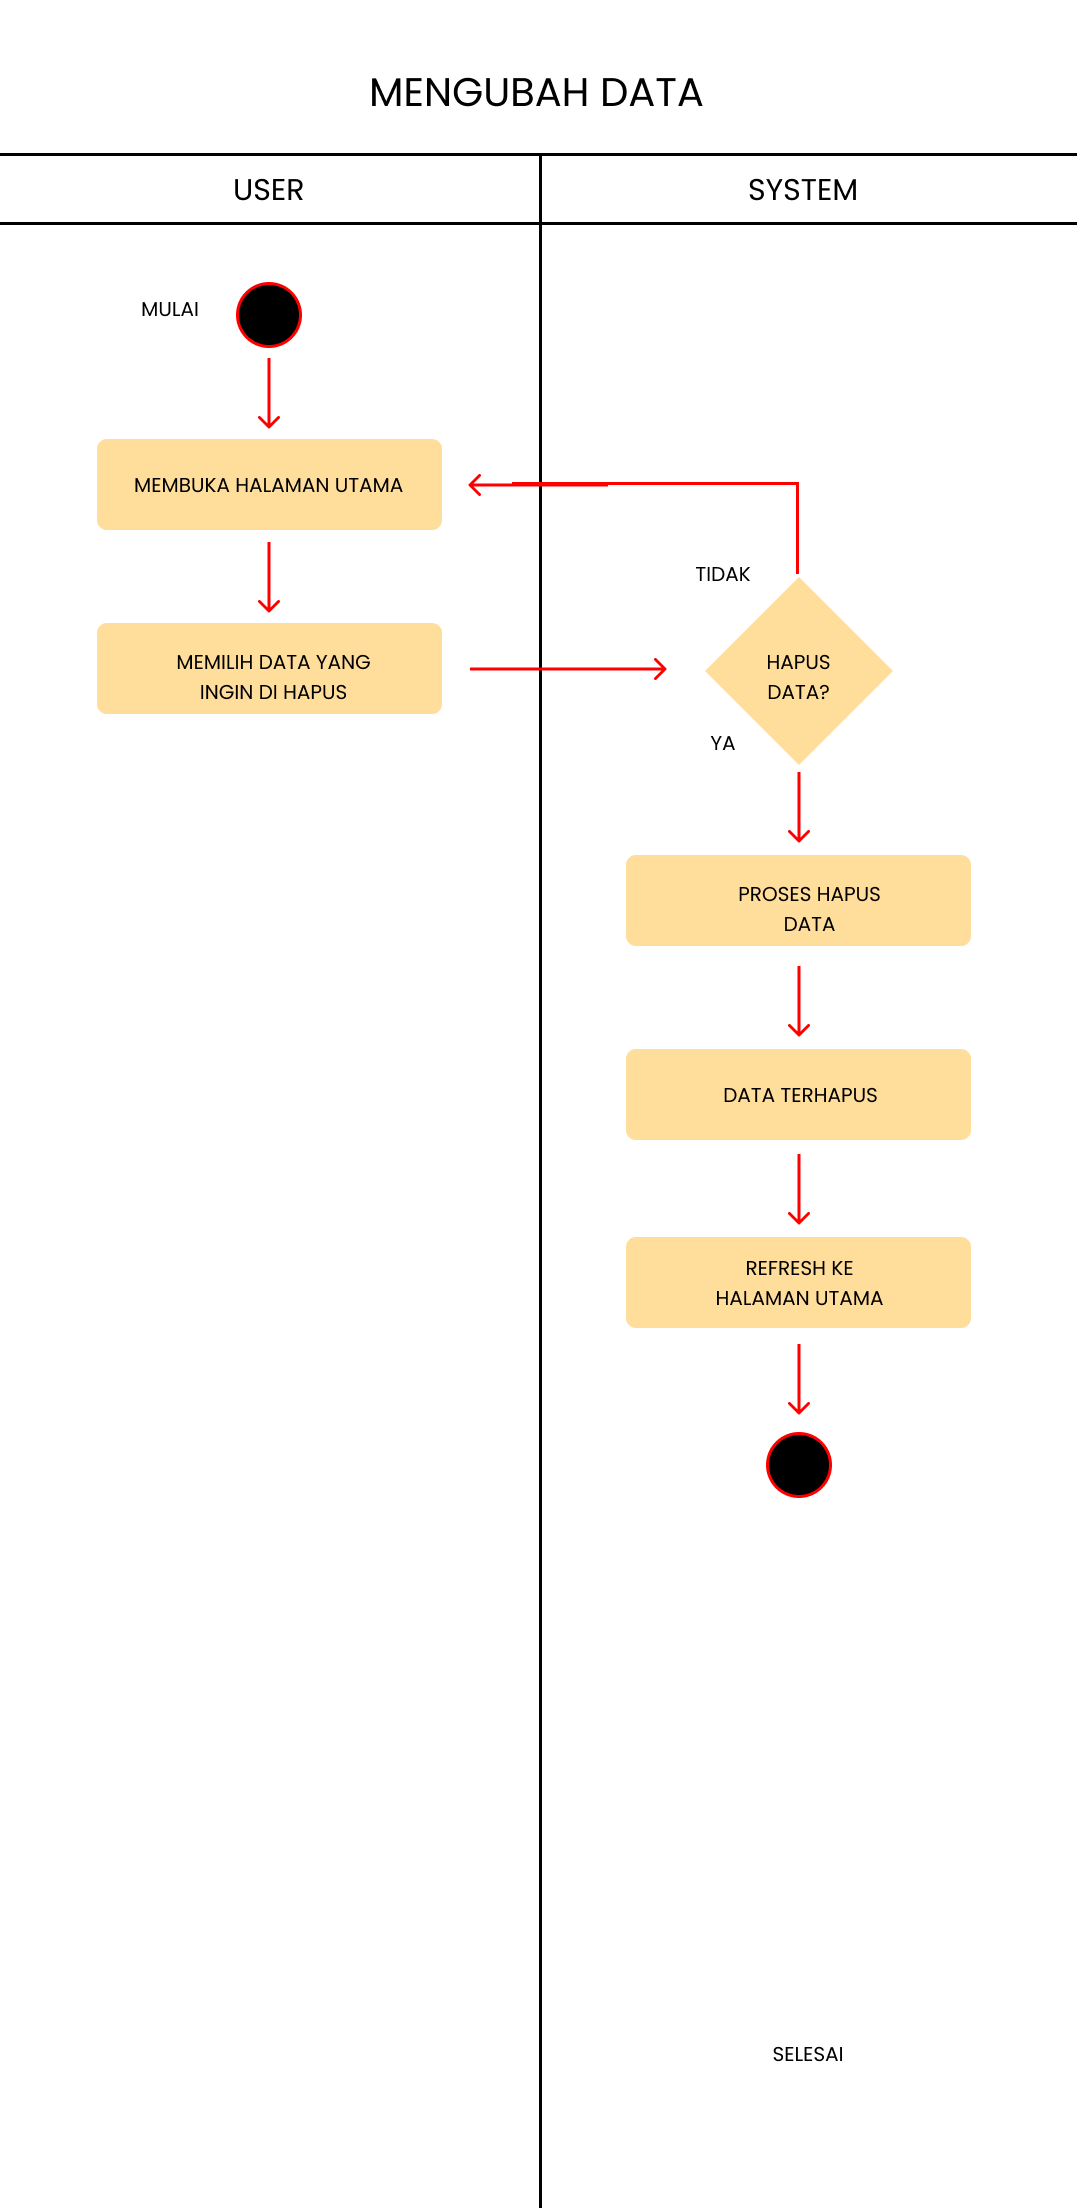 MENGUBAH DATA
USER
SYSTEM
MULAI
MEMBUKA HALAMAN UTAMA
MEMILIH DATA YANG
INGIN DI HAPUS
TIDAK
HAPUS
DATA?
YA
PROSES HAPUS
DATA
DATA TERHAPUS
REFRESH KE
HALAMAN UTAMA
SELESAI